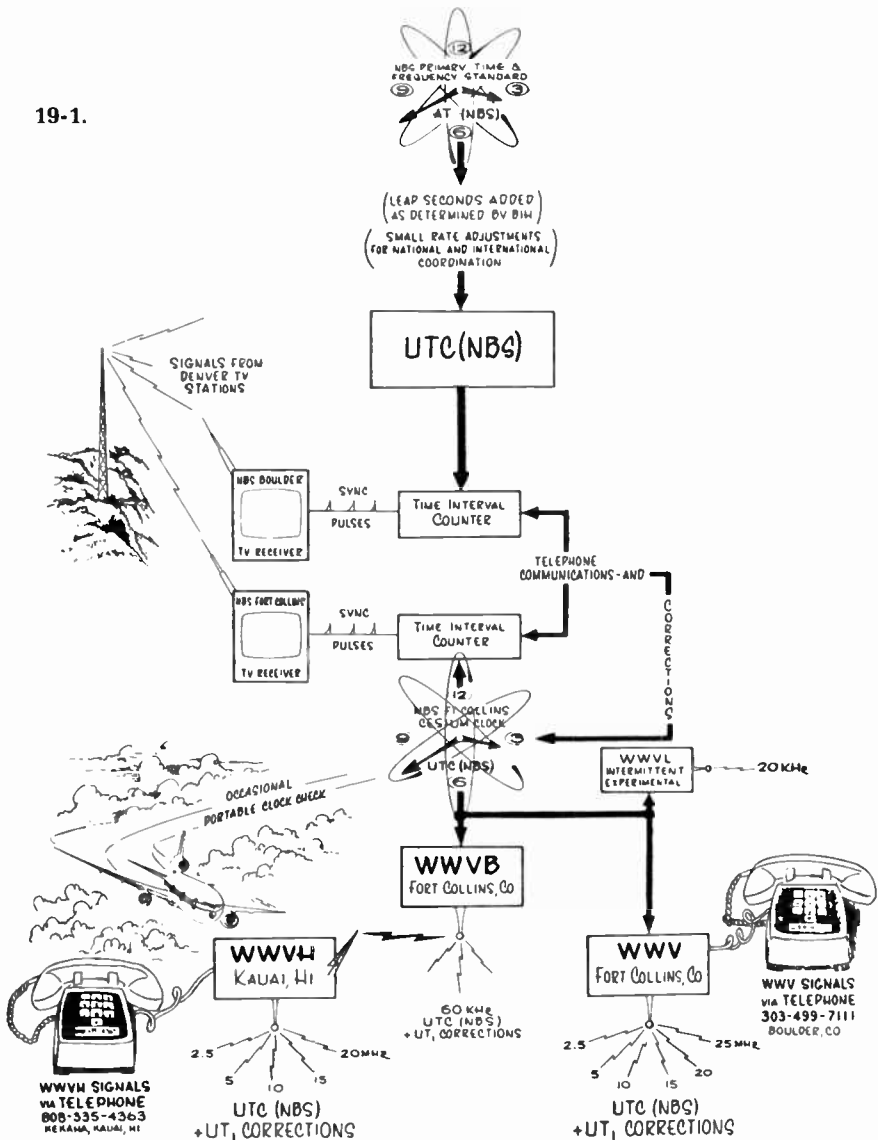 19-1.
12
NBS PRIMARY TIME &
FREQUENCY STANDARD
9
3
AT (NBS)
6
(LEAP SECONDS ADDED
AS DETERMINED BY BIH)
(SMALL RATE ADJUSTMENTS
FOR NATIONAL AND INTERNATIONAL
COORDINATION)
UTC(NBS)
SIGNALS FROM
DENVER TV
STATIONS
NBS BOULDER
TV RECEIVER
SYNC
PULSES
TIME INTERVAL
COUNTER
TELEPHONE
COMMUNICATIONS-AND
CORRECTIONS
NBS FORT COLLINS
TV RECEIVER
SYNC
PULSES
TIME INTERVAL
COUNTER
12
NBS FT COLLINS
CESIUM CLOCK
9
3
UTC(NBS)
6
WWVL
INTERMITTENT
EXPERIMENTAL
20KHz
OCCASIONAL
PORTABLE CLOCK CHECK
WWVB
FORT COLLINS, CO
60 KHz
UTC (NBS)
+UT1 CORRECTIONS
WWVH
KAUAI, HI
2.5
5
10
15
20MHz
UTC (NBS)
+UT1 CORRECTIONS
WWVH SIGNALS
VIA TELEPHONE
808-335-4363
KEKAHA, KAUAI, HI
WWV
FORT COLLINS, CO
2.5
5
10
15
20
25MHz
UTC (NBS)
+UT1 CORRECTIONS
WWV SIGNALS
VIA TELEPHONE
303-499-7111
BOULDER, CO